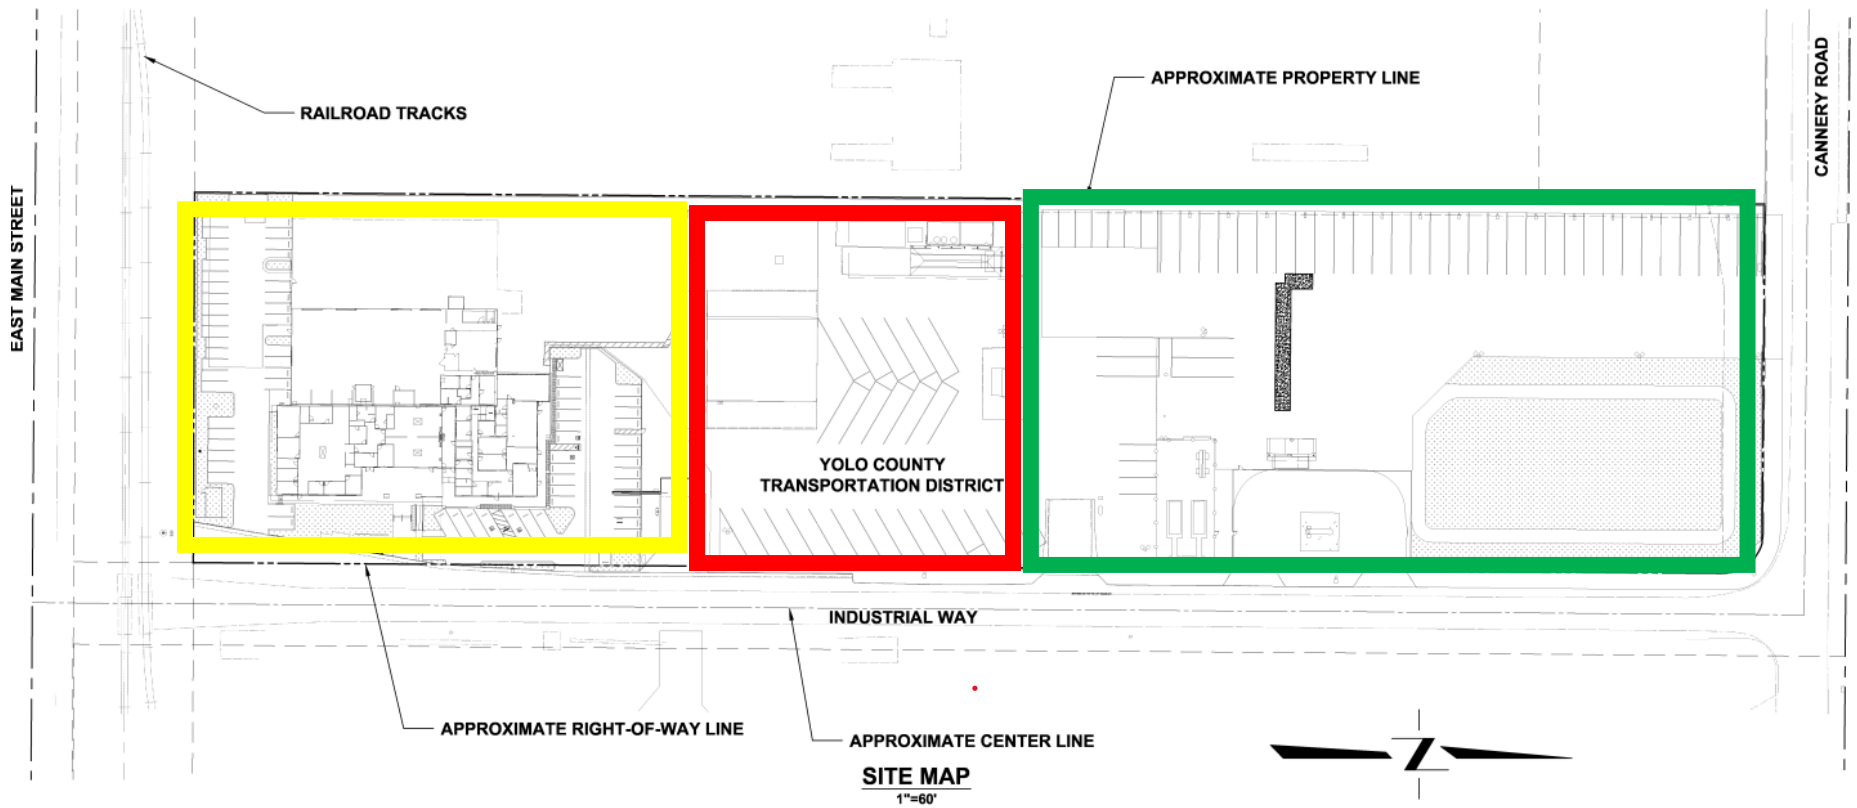 APPROXIMATE PROPERTY LINE
RAILROAD TRACKS
CANNERY ROAD
EAST MAIN STREET
YOLO COUNTY
TRANSPORTATION DISTRICT
INDUSTRIAL WAY
APPROXIMATE RIGHT-OF-WAY LINE
APPROXIMATE CENTER LINE
Z
SITE MAP
1"=60'